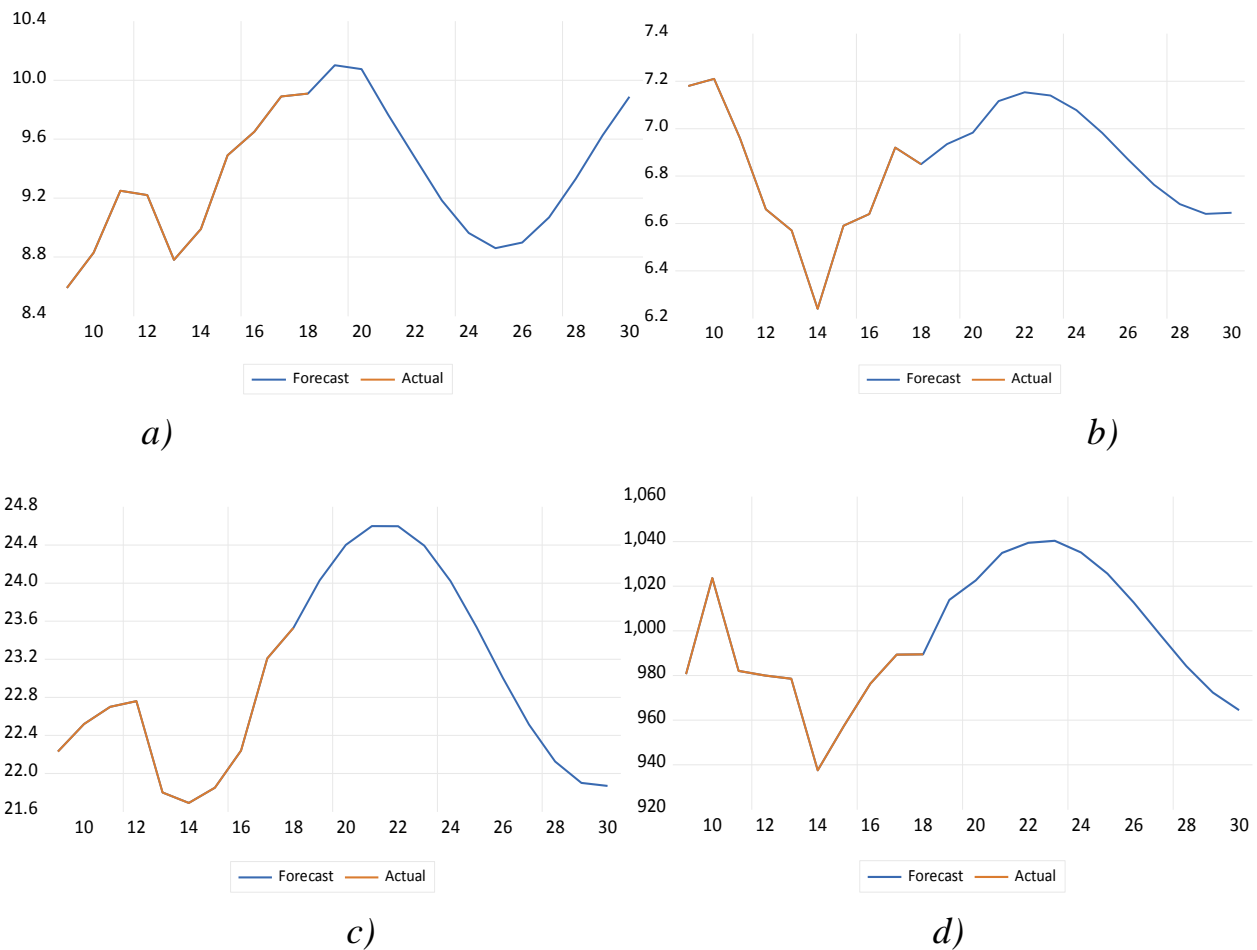 10.4
10.0
9.6
9.2
8.8
8.4
10 12 14 16 18 20 22 24 26 28 30
Forecast Actual
a)
7.4
7.2
7.0
6.8
6.6
6.4
6.2
10 12 14 16 18 20 22 24 26 28 30
Forecast Actual
b)
24.8
24.4
24.0
23.6
23.2
22.8
22.4
22.0
21.6
10 12 14 16 18 20 22 24 26 28 30
Forecast Actual
c)
1,060
1,040
1,020
1,000
980
960
940
920
10 12 14 16 18 20 22 24 26 28 30
Forecast Actual
d)